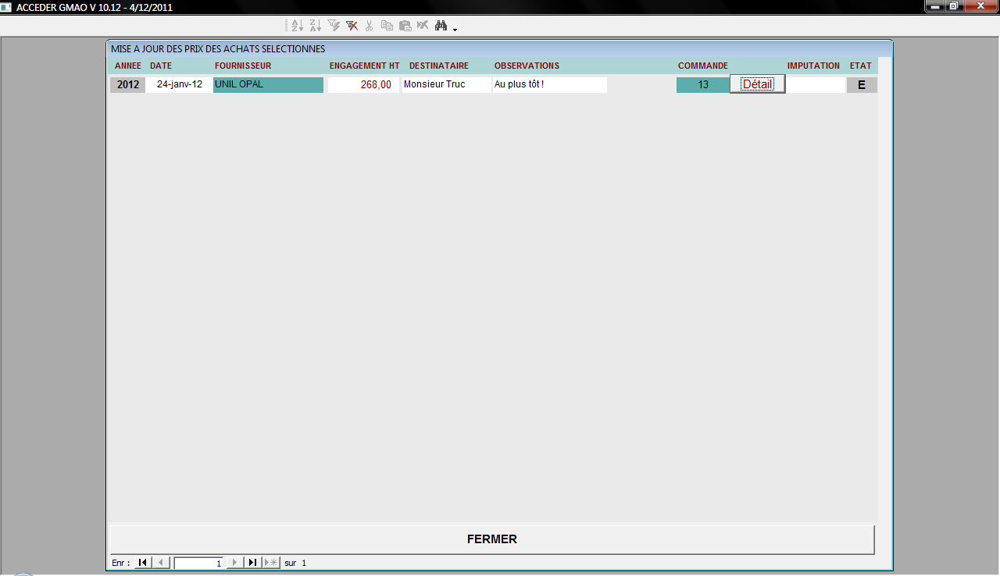 ACCEDER GMAO V 10.12 - 4/12/2011
MISE A JOUR DES PRIX DES ACHATS SELECTIONNES
ANNEE DATE FOURNISSEUR ENGAGEMENT HT DESTINATAIRE OBSERVATIONS COMMANDE IMPUTATION ETAT
2012 24-janv-12 UNIL OPAL 268,00 Monsieur Truc Au plus tôt ! 13 Détail E
FERMER
Enr : 1 sur 1